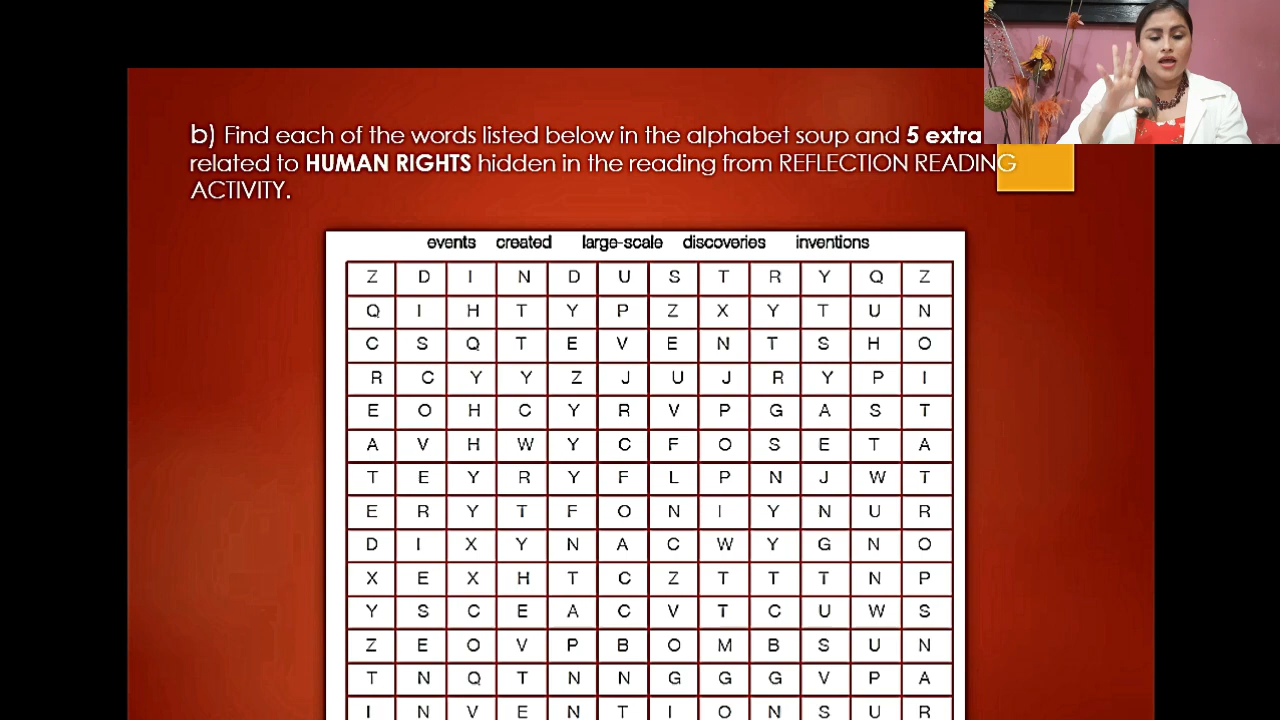 b) Find each of the words listed below in the alphabet soup and 5 extra
related to HUMAN RIGHTS hidden in the reading from REFLECTION READING
ACTIVITY.
events created large-scale discoveries inventions
Z D I N D U S T R Y Q Z
Q I H T Y P Z X Y T U N
C S Q T E V E N T S H O
R C Y Y Z J U J R Y P I
E O H C Y R V P G A S T
A V H W Y C F O S E T A
T E Y R Y F L P N J W T
E R Y T F O N I Y N U R
D I X Y N A C W Y G N O
X E X H T C Z T T T N P
Y S C E A C V T C U W S
Z E O V P B O M B S U N
T N Q T N N G G G V P A
I N V E N T I O N S U R